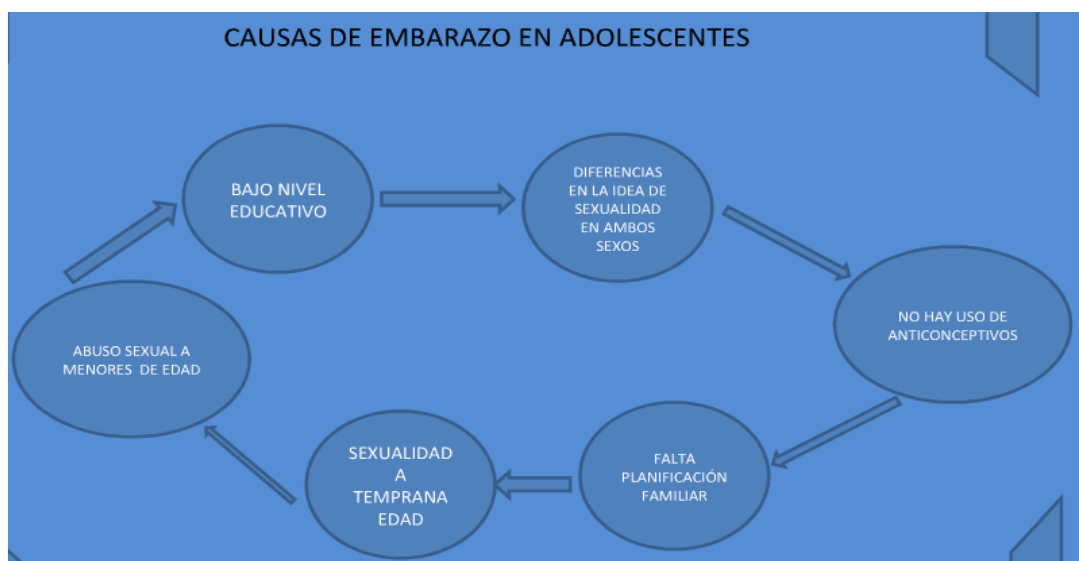 CAUSAS DE EMBARAZO EN ADOLESCENTES
BAJO NIVEL
EDUCATIVO
DIFERENCIAS
EN LA IDEA DE
SEXUALIDAD
EN AMBOS
SEXOS
NO HAY USO DE
ANTICONCEPTIVOS
FALTA
PLANIFICACIÓN
FAMILIAR
SEXUALIDAD
A
TEMPRANA
EDAD
ABUSO SEXUAL A
MENORES DE EDAD